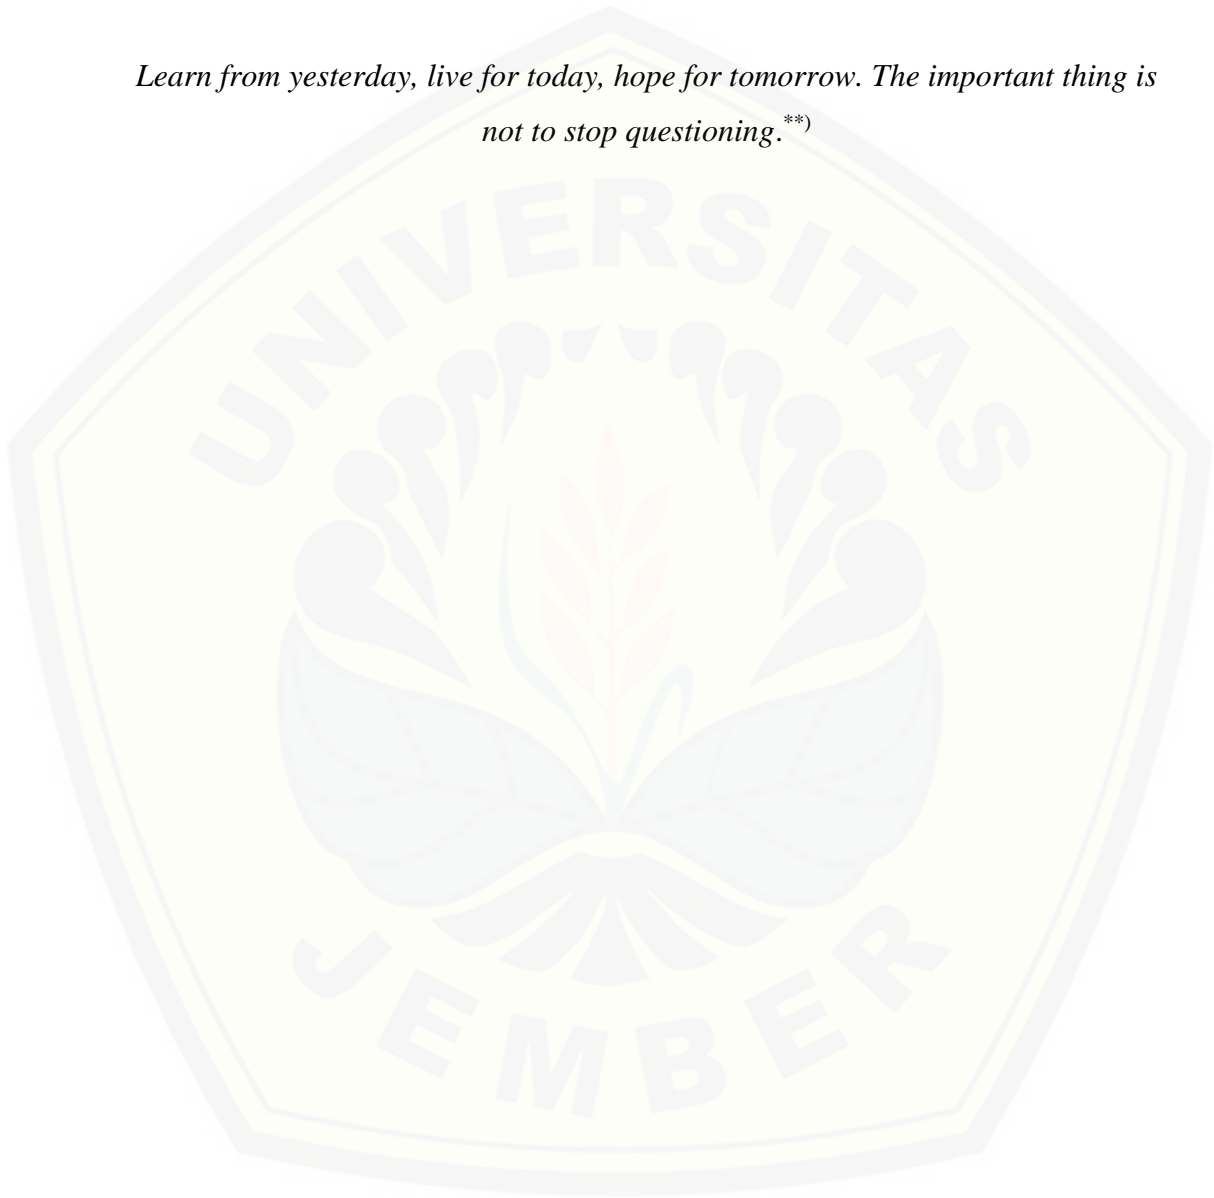 Learn from yesterday, live for today, hope for tomorrow. The important thing is
not to stop questioning.**)
UNIVERSITAS
JEMBER